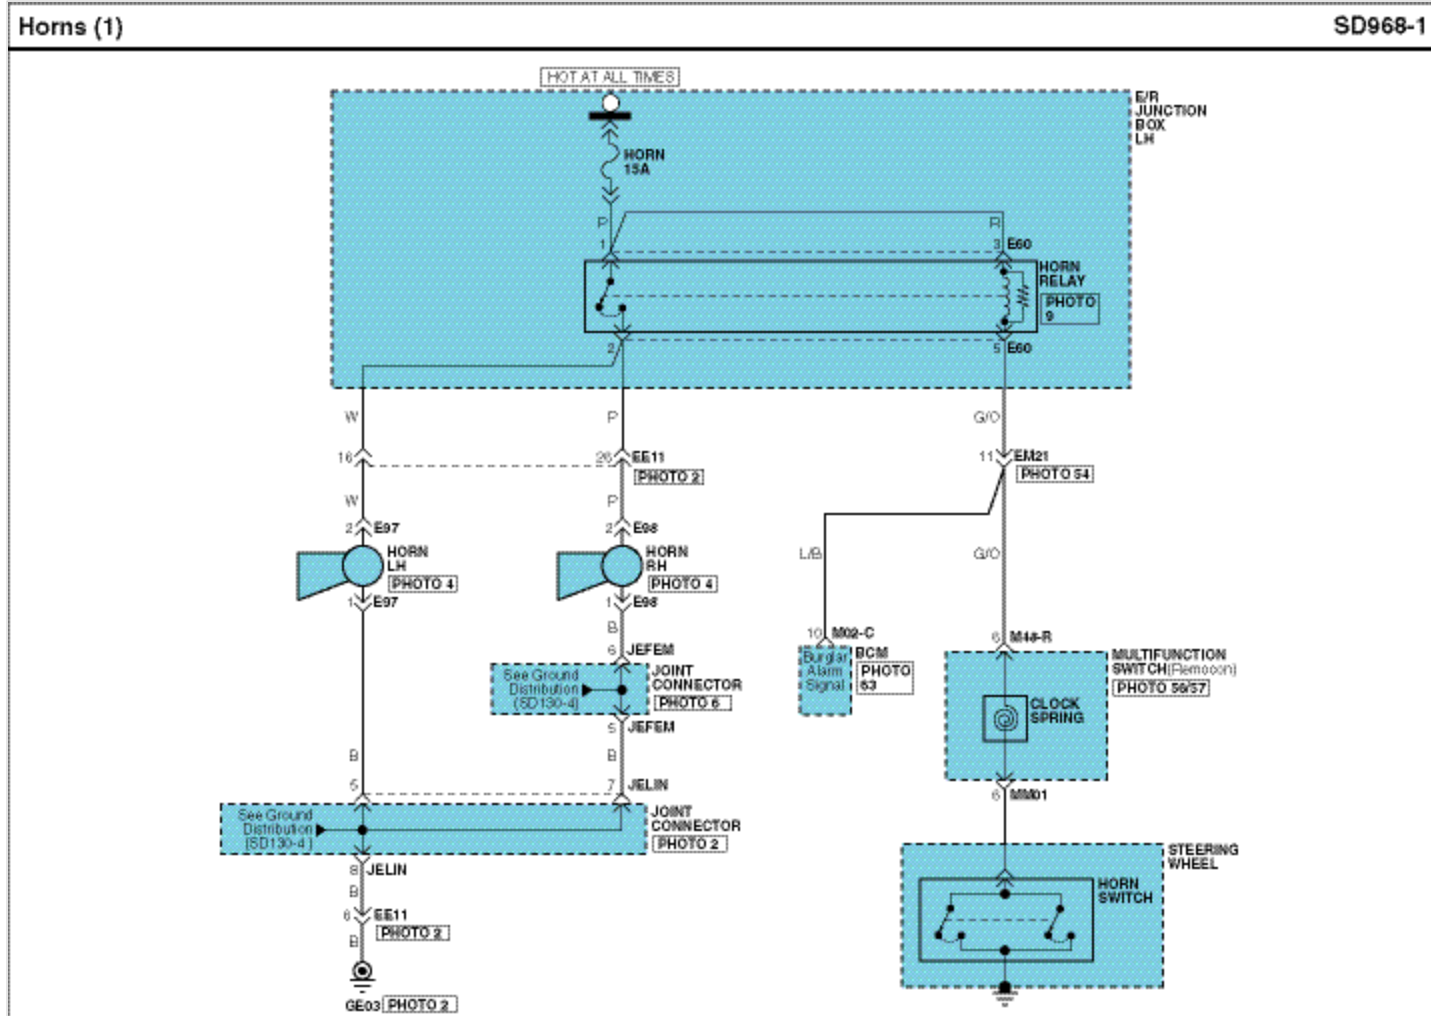 Horns (1)
SD968-1
HOT AT ALL TIMES
E/R
JUNCTION
BOX
LH
HORN
15A
P
R
1
3 E60
HORN
RELAY
PHOTO
9
2
5 E60
W
P
G/O
16
26 EE11
PHOTO 2
11 EM21
PHOTO 54
W
P
L/B
G/O
2 E97
HORN
LH
PHOTO 4
1 E97
2 E98
HORN
RH
PHOTO 4
1 E98
B
6 JEFEM
See Ground
Distribution
(SD130-4)
JOINT
CONNECTOR
PHOTO 6
5 JEFEM
10 M02-C
Burglar
Alarm
Signal
BCM
PHOTO
63
6 M48-R
MULTIFUNCTION
SWITCH(Remocon)
PHOTO 56/57
CLOCK
SPRING
6 MM01
B
B
5
7 JELIN
See Ground
Distribution
(SD130-4)
JOINT
CONNECTOR
PHOTO 2
8 JELIN
B
6 EE11
PHOTO 2
B
GE03 PHOTO 2
STEERING
WHEEL
HORN
SWITCH